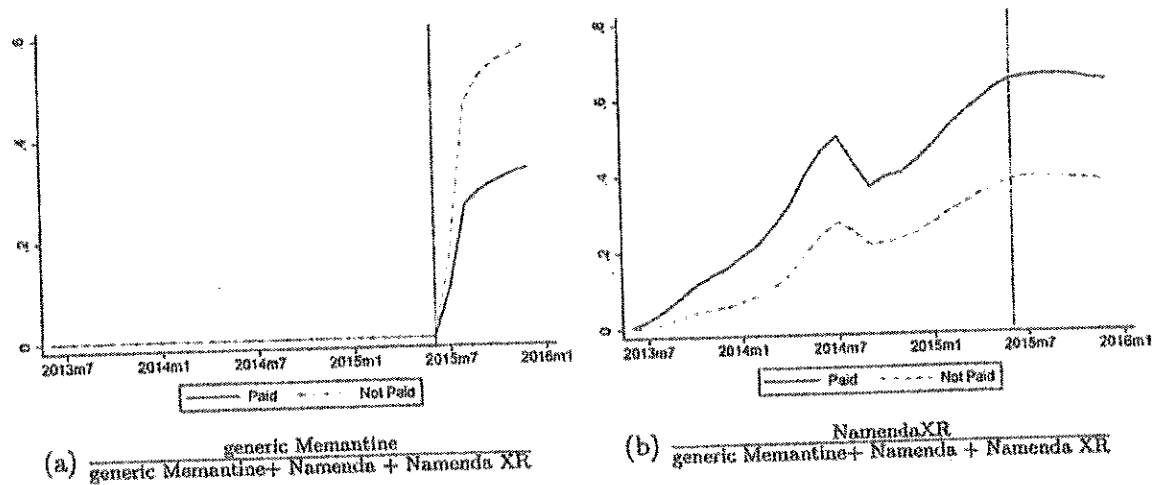 0 .2 .4 .6
2013m7 2014m1 2014m7 2015m1 2015m7 2016m1
Paid Not Paid
(a) generic Memantine
generic Memantine+ Namenda + Namenda XR
0 .2 .4 .6 .8
2013m7 2014m1 2014m7 2015m1 2015m7 2016m1
Paid Not Paid
(b) NamendaXR
generic Memantine+ Namenda + Namenda XR